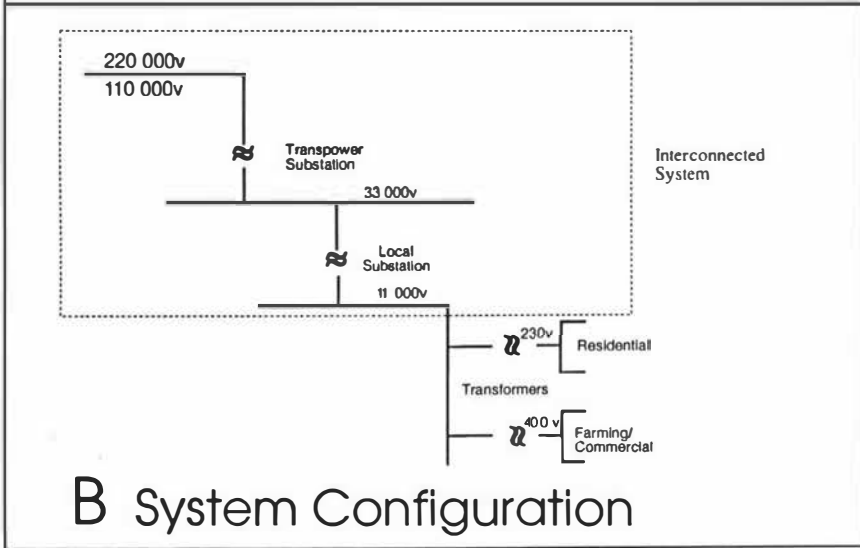 220 000v
110 000v
Transpower
Substation
Interconnected
System
33 000v
Local
Substation
11 000v
230v
Residential
Transformers
400 v
Farming/
Commercial
B System Configuration